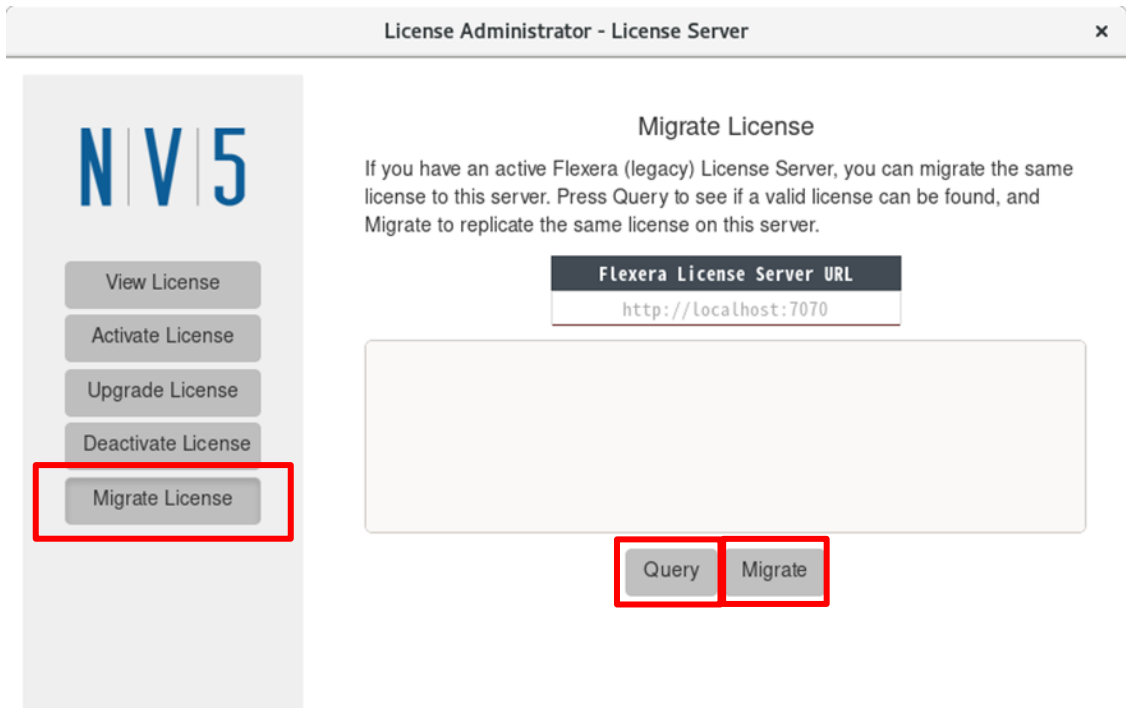 License Administrator - License Server
×
N|V|5
View License
Activate License
Upgrade License
Deactivate License
Migrate License
Migrate License
If you have an active Flexera (legacy) License Server, you can migrate the same
license to this server. Press Query to see if a valid license can be found, and
Migrate to replicate the same license on this server.
Flexera License Server URL
http://localhost:7070
Query
Migrate